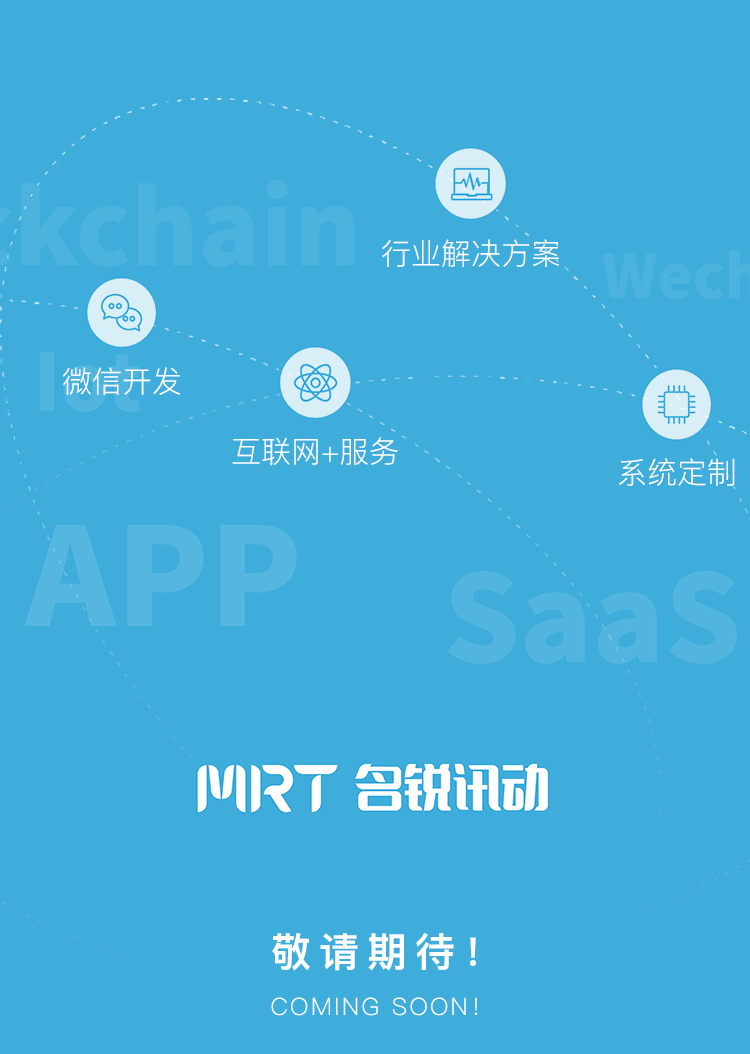 ckchain
行业解决方案
Wech
微信开发
Iot
互联网+服务
系统定制
APP
SaaS
MRT 名锐讯动
敬请期待!
COMING SOON!